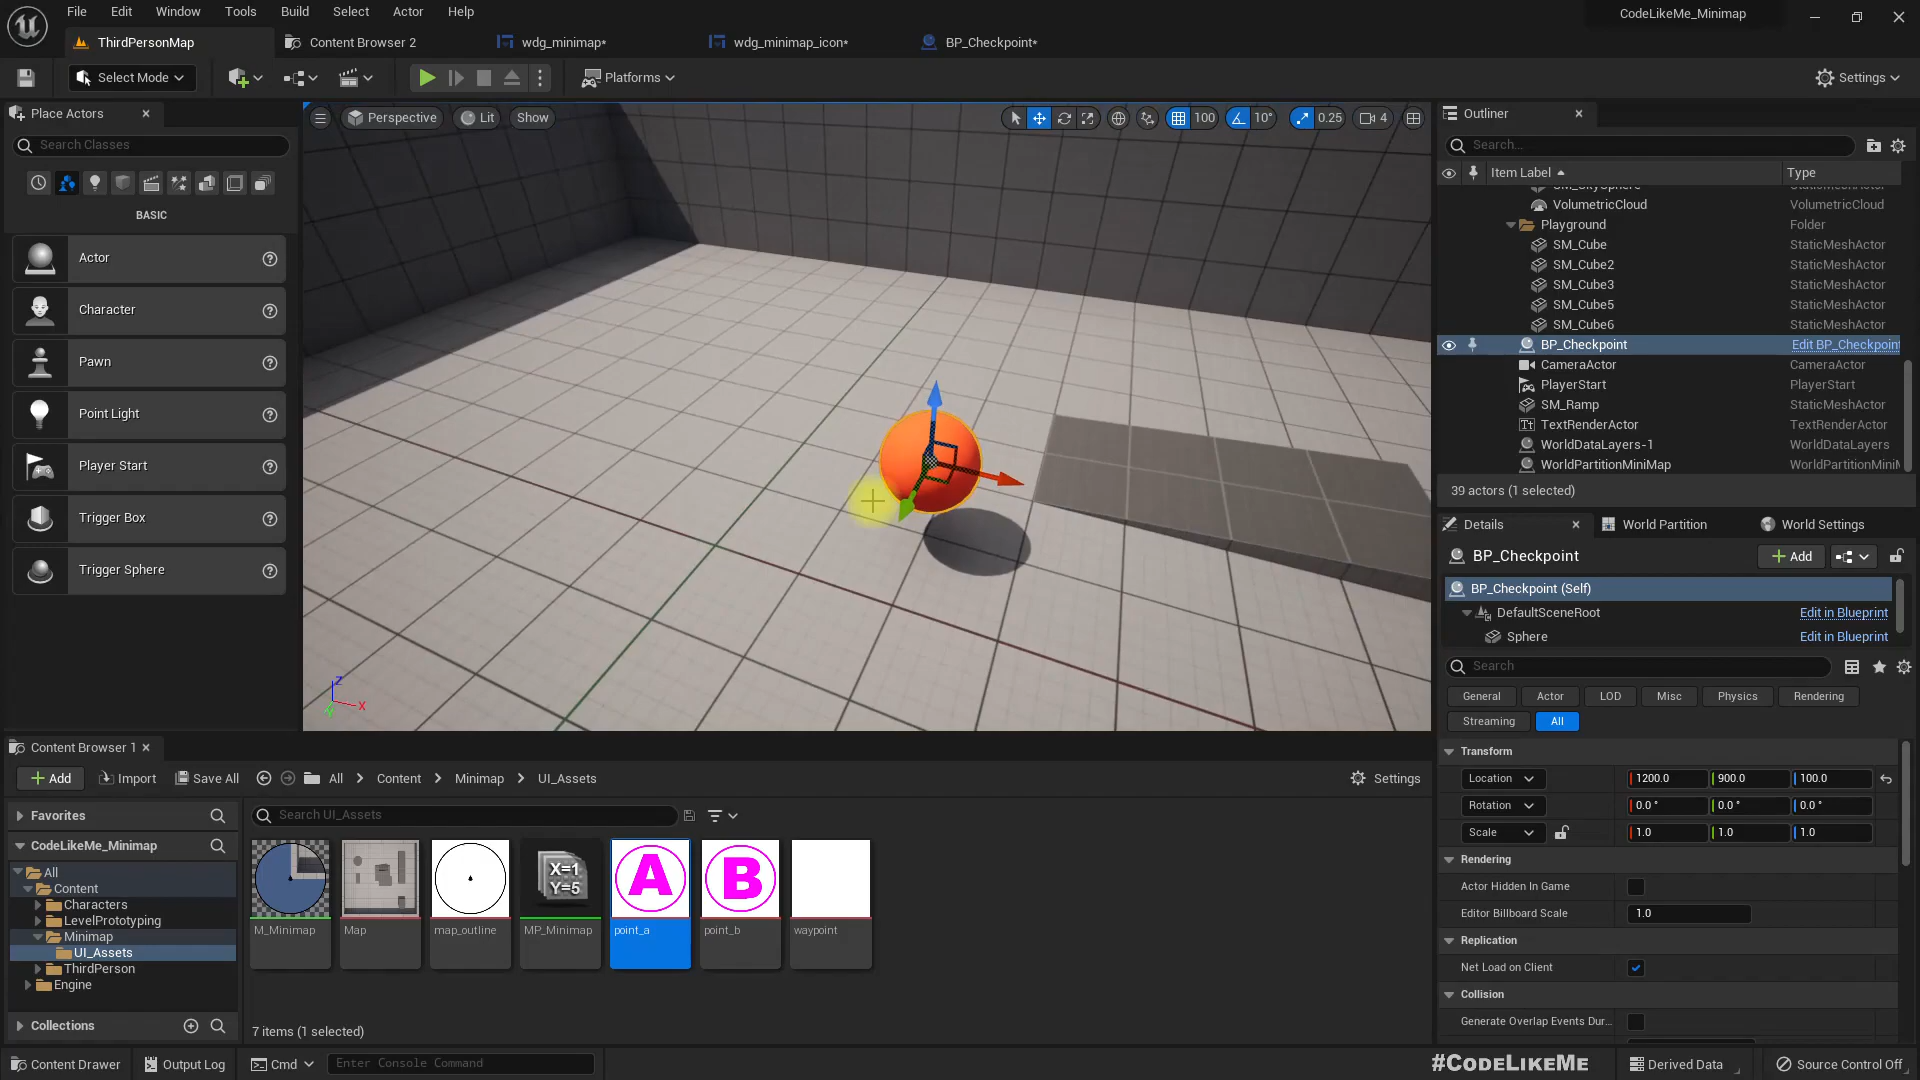 File Edit Window Tools Build Select Actor Help
CodeLikeMe_Minimap
ThirdPersonMap
Content Browser 2
wdg_minimap*
wdg_minimap_icon*
BP_Checkpoint*
Select Mode
Platforms
Settings
Place Actors
Search Classes
BASIC
Actor
Character
Pawn
Point Light
Player Start
Trigger Box
Trigger Sphere
Perspective
Lit
Show
100
10°
0.25
4
Z
X
Y
Outliner
Search...
Item Label
Type
VolumetricCloud VolumetricCloud
Playground Folder
SM_Cube StaticMeshActor
SM_Cube2 StaticMeshActor
SM_Cube3 StaticMeshActor
SM_Cube5 StaticMeshActor
SM_Cube6 StaticMeshActor
BP_Checkpoint Edit BP_Checkpoint
CameraActor CameraActor
PlayerStart PlayerStart
SM_Ramp StaticMeshActor
TextRenderActor TextRenderActor
WorldDataLayers-1 WorldDataLayers
WorldPartitionMiniMap WorldPartitionMiniM
39 actors (1 selected)
Details
World Partition
World Settings
BP_Checkpoint
Add
BP_Checkpoint (Self)
DefaultSceneRoot Edit in Blueprint
Sphere Edit in Blueprint
Search
General Actor LOD Misc Physics Rendering
Streaming All
Transform
Location 1200.0 900.0 100.0
Rotation 0.0° 0.0° 0.0°
Scale 1.0 1.0 1.0
Rendering
Actor Hidden In Game
Editor Billboard Scale 1.0
Replication
Net Load on Client
Collision
Generate Overlap Events Dur...
Content Browser 1
Add
Import
Save All
All > Content > Minimap > UI_Assets
Settings
Favorites
CodeLikeMe_Minimap
All
Content
Characters
LevelPrototyping
Minimap
UI_Assets
ThirdPerson
Engine
Collections
Search UI_Assets
X=1
Y=5
A
B
M_Minimap
Map
map_outline
MP_Minimap
point_a
point_b
waypoint
7 items (1 selected)
Content Drawer
Output Log
Cmd
Enter Console Command
#CODELIKEME
Derived Data
Source Control Off